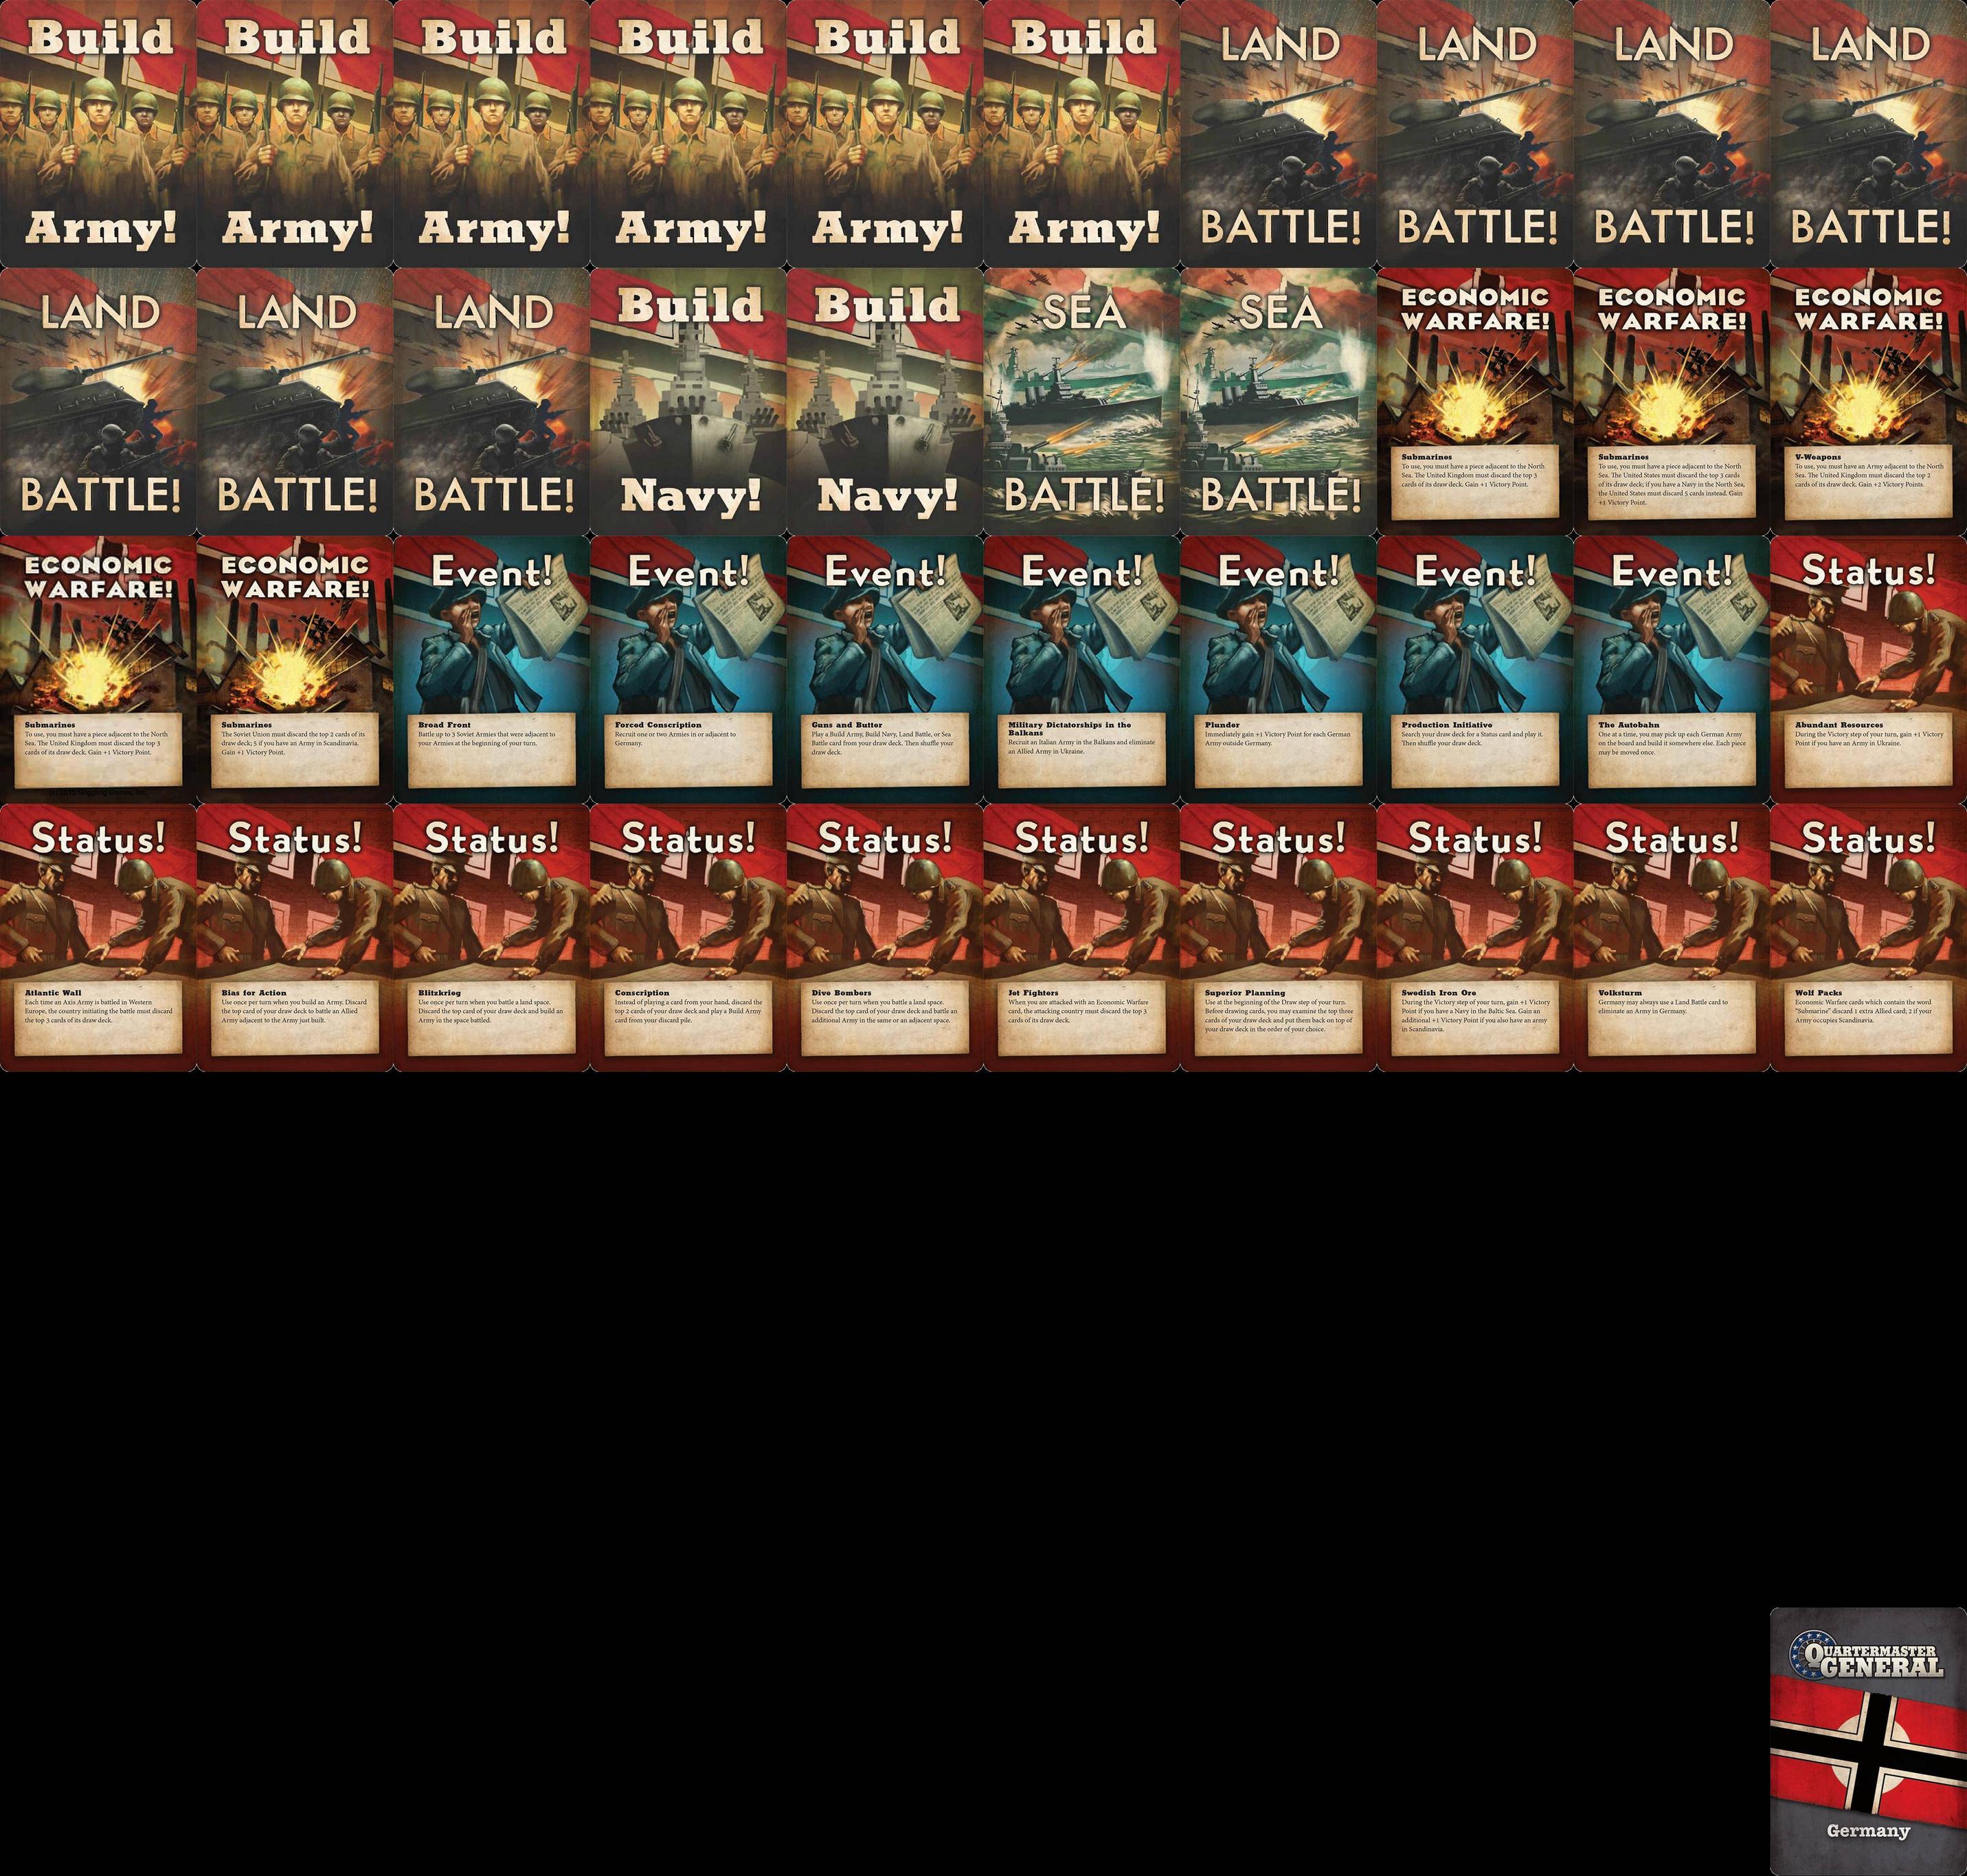 Build
Army!
Build
Army!
Build
Army!
Build
Army!
Build
Army!
Build
Army!
LAND
BATTLE!
LAND
BATTLE!
LAND
BATTLE!
LAND
BATTLE!
LAND
BATTLE!
LAND
BATTLE!
LAND
BATTLE!
Build
Navy!
Build
Navy!
SEA
BATTLE!
SEA
BATTLE!
ECONOMIC
WARFARE!
Submarines
To use, you must have a piece adjacent to the North
Sea. The United Kingdom must discard the top 3
cards of its draw deck. Gain +1 Victory Point.
ECONOMIC
WARFARE!
Submarines
To use, you must have a piece adjacent to the North
Sea. The United States must discard the top 3 cards
of its draw deck; if you have a Navy in the North Sea,
the United States must discard 5 cards instead. Gain
+1 Victory Point.
ECONOMIC
WARFARE!
V-Weapons
To use, you must have an Army adjacent to the North
Sea. The United Kingdom must discard the top 2
cards of its draw deck. Gain +2 Victory Points.
ECONOMIC
WARFARE!
Submarines
To use, you must have a piece adjacent to the North
Sea. The United Kingdom must discard the top 3
cards of its draw deck. Gain +1 Victory Point.
ECONOMIC
WARFARE!
Submarines
The Soviet Union must discard the top 2 cards of its
draw deck; 5 if you have an Army in Scandinavia.
Gain +1 Victory Point.
Event!
Broad Front
Battle up to 3 Soviet Armies that were adjacent to
your Armies at the beginning of your turn.
Event!
Forced Conscription
Recruit one or two Armies in or adjacent to
Germany.
Event!
Guns and Butter
Play a Build Army, Build Navy, Land Battle, or Sea
Battle card from your draw deck. Then shuffle your
draw deck.
Event!
Military Dictatorships in the
Balkans
Recruit an Italian Army in the Balkans and eliminate
an Allied Army in Ukraine.
Event!
Plunder
Immediately gain +1 Victory Point for each German
Army outside Germany.
Event!
Production Initiative
Search your draw deck for a Status card and play it.
Then shuffle your draw deck.
Event!
The Autobahn
One at a time, you may pick up each German Army
on the board and build it somewhere else. Each piece
may be moved once.
Status!
Abundant Resources
During the Victory step of your turn, gain +1 Victory
Point if you have an Army in Ukraine.
Status!
Atlantic Wall
Each time an Axis Army is battled in Western
Europe, the country initiating the battle must discard
the top 3 cards of its draw deck.
Status!
Bias for Action
Use once per turn when you build an Army. Discard
the top card of your draw deck to battle an Allied
Army adjacent to the Army just built.
Status!
Blitzkrieg
Use once per turn when you battle a land space.
Discard the top card of your draw deck and build an
Army in the space battled.
Status!
Conscription
Instead of playing a card from your hand, discard the
top 2 cards of your draw deck and play a Build Army
card from your discard pile.
Status!
Dive Bombers
Use once per turn when you battle a land space.
Discard the top card of your draw deck and battle an
additional Army in the same or an adjacent space.
Status!
Jet Fighters
When you are attacked with an Economic Warfare
card, the attacking country must discard the top 3
cards of its draw deck.
Status!
Superior Planning
Use at the beginning of the Draw step of your turn.
Before drawing cards, you may examine the top three
cards of your draw deck and put them back on top of
your draw deck in the order of your choice.
Status!
Swedish Iron Ore
During the Victory step of your turn, gain +1 Victory
Point if you have a Navy in the Baltic Sea. Gain an
additional +1 Victory Point if you also have an army
in Scandinavia.
Status!
Volksturm
Germany may always use a Land Battle card to
eliminate an Army in Germany.
Status!
Wolf Packs
Economic Warfare cards which contain the word
"Submarine" discard 1 extra Allied card; 2 if your
Army occupies Scandinavia.
QUARTERMASTER
GENERAL
Germany